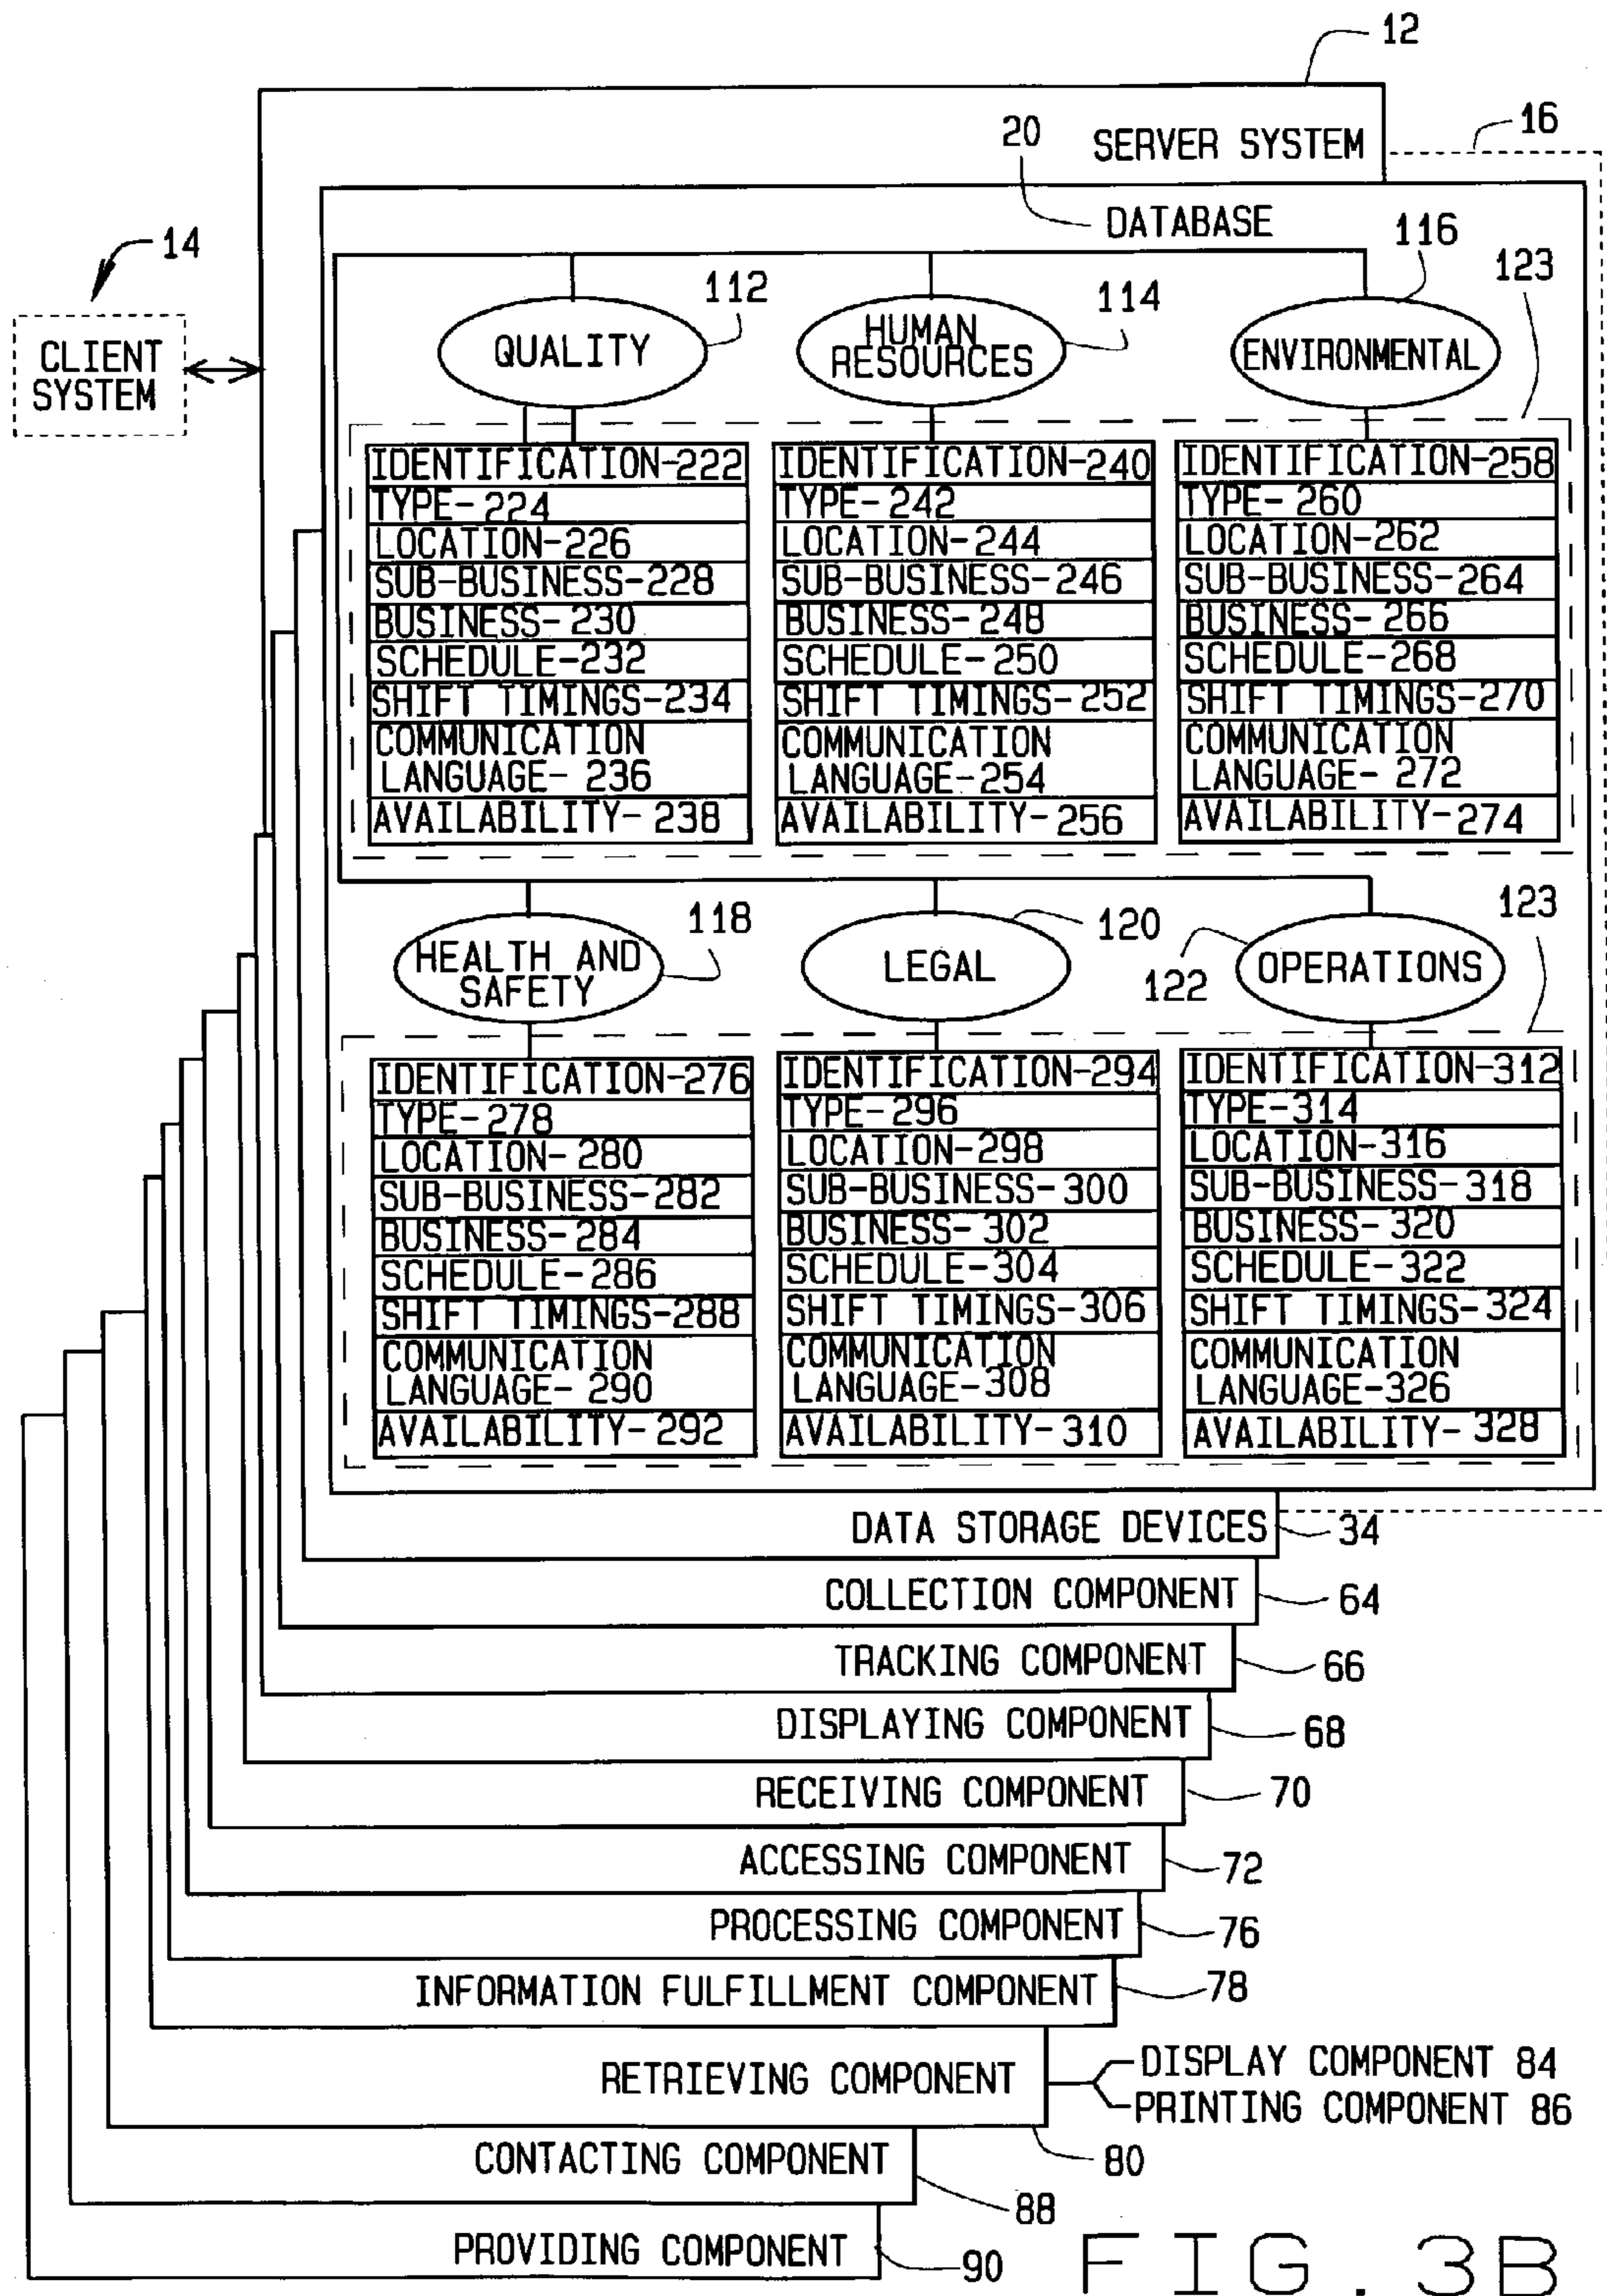 12
16
20
SERVER SYSTEM
DATABASE
14
116
123
112
114
CLIENT
SYSTEM
QUALITY
HUMAN
RESOURCES
ENVIRONMENTAL
IDENTIFICATION-222
TYPE-224
LOCATION-226
SUB-BUSINESS-228
BUSINESS-230
SCHEDULE-232
SHIFT TIMINGS-234
COMMUNICATION
LANGUAGE-236
AVAILABILITY-238
IDENTIFICATION-240
TYPE-242
LOCATION-244
SUB-BUSINESS-246
BUSINESS-248
SCHEDULE-250
SHIFT TIMINGS-252
COMMUNICATION
LANGUAGE-254
AVAILABILITY-256
IDENTIFICATION-258
TYPE-260
LOCATION-262
SUB-BUSINESS-264
BUSINESS-266
SCHEDULE-268
SHIFT TIMINGS-270
COMMUNICATION
LANGUAGE-272
AVAILABILITY-274
118
120
122
123
HEALTH AND
SAFETY
LEGAL
OPERATIONS
IDENTIFICATION-276
TYPE-278
LOCATION-280
SUB-BUSINESS-282
BUSINESS-284
SCHEDULE-286
SHIFT TIMINGS-288
COMMUNICATION
LANGUAGE-290
AVAILABILITY-292
IDENTIFICATION-294
TYPE-296
LOCATION-298
SUB-BUSINESS-300
BUSINESS-302
SCHEDULE-304
SHIFT TIMINGS-306
COMMUNICATION
LANGUAGE-308
AVAILABILITY-310
IDENTIFICATION-312
TYPE-314
LOCATION-316
SUB-BUSINESS-318
BUSINESS-320
SCHEDULE-322
SHIFT TIMINGS-324
COMMUNICATION
LANGUAGE-326
AVAILABILITY-328
DATA STORAGE DEVICES 34
COLLECTION COMPONENT 64
TRACKING COMPONENT 66
DISPLAYING COMPONENT 68
RECEIVING COMPONENT 70
ACCESSING COMPONENT 72
PROCESSING COMPONENT 76
INFORMATION FULFILLMENT COMPONENT 78
RETRIEVING COMPONENT
DISPLAY COMPONENT 84
PRINTING COMPONENT 86
80
CONTACTING COMPONENT
88
PROVIDING COMPONENT 90
FIG. 3B